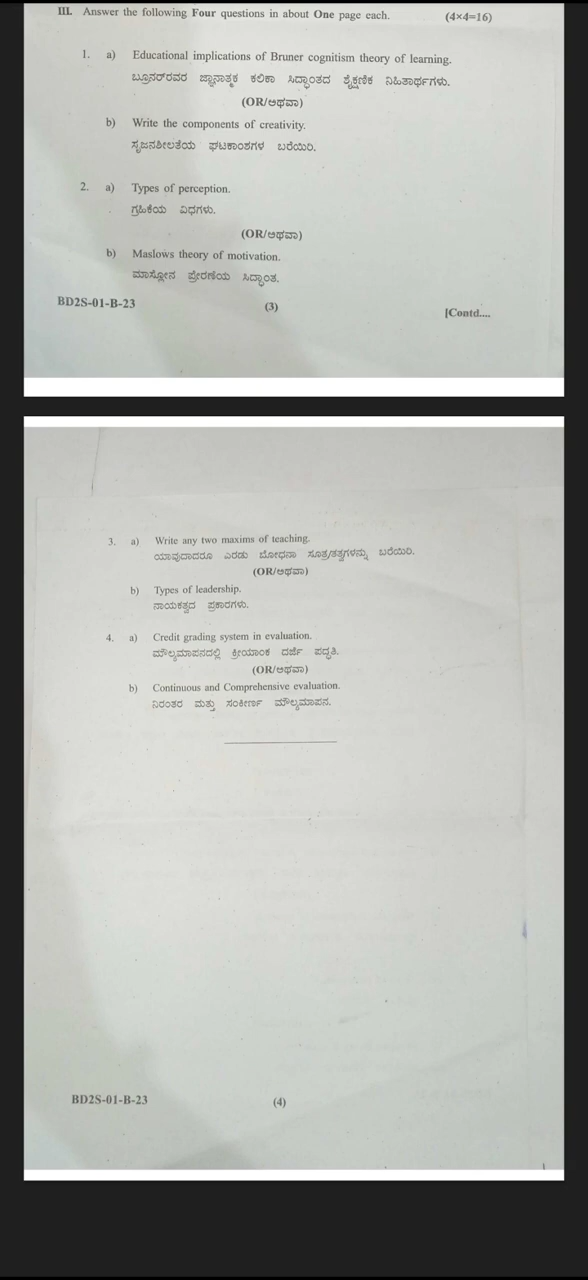 III. Answer the following Four questions in about One page each. (4×4=16)
1. a) Educational implications of Bruner cognitism theory of learning.
ಬ್ರೂನರ್‌ರವರ ಜ್ಞಾನಾತ್ಮಕ ಕಲಿಕಾ ಸಿದ್ಧಾಂತದ ಶೈಕ್ಷಣಿಕ ನಿಹಿತಾರ್ಥಗಳು.
(OR/ಅಥವಾ)
b) Write the components of creativity.
ಸೃಜನಶೀಲತೆಯ ಘಟಕಾಂಶಗಳ ಬರೆಯಿರಿ.
2. a) Types of perception.
ಗ್ರಹಿಕೆಯ ವಿಧಗಳು.
(OR/ಅಥವಾ)
b) Maslows theory of motivation.
ಮಾಸ್ಲೋನ ಪ್ರೇರಣೆಯ ಸಿದ್ಧಾಂತ.
BD2S-01-B-23 (3) [Contd....
3. a) Write any two maxims of teaching.
ಯಾವುದಾದರೂ ಎರಡು ಬೋಧನಾ ಸೂತ್ರ/ತತ್ವಗಳನ್ನು ಬರೆಯಿರಿ.
(OR/ಅಥವಾ)
b) Types of leadership.
ನಾಯಕತ್ವದ ಪ್ರಕಾರಗಳು.
4. a) Credit grading system in evaluation.
ಮೌಲ್ಯಮಾಪನದಲ್ಲಿ ಕ್ರೀಯಾಂಕ ದರ್ಜೆ ಪದ್ಧತಿ.
(OR/ಅಥವಾ)
b) Continuous and Comprehensive evaluation.
ನಿರಂತರ ಮತ್ತು ಸಂಕೀರ್ಣ ಮೌಲ್ಯಮಾಪನ.
BD2S-01-B-23 (4)